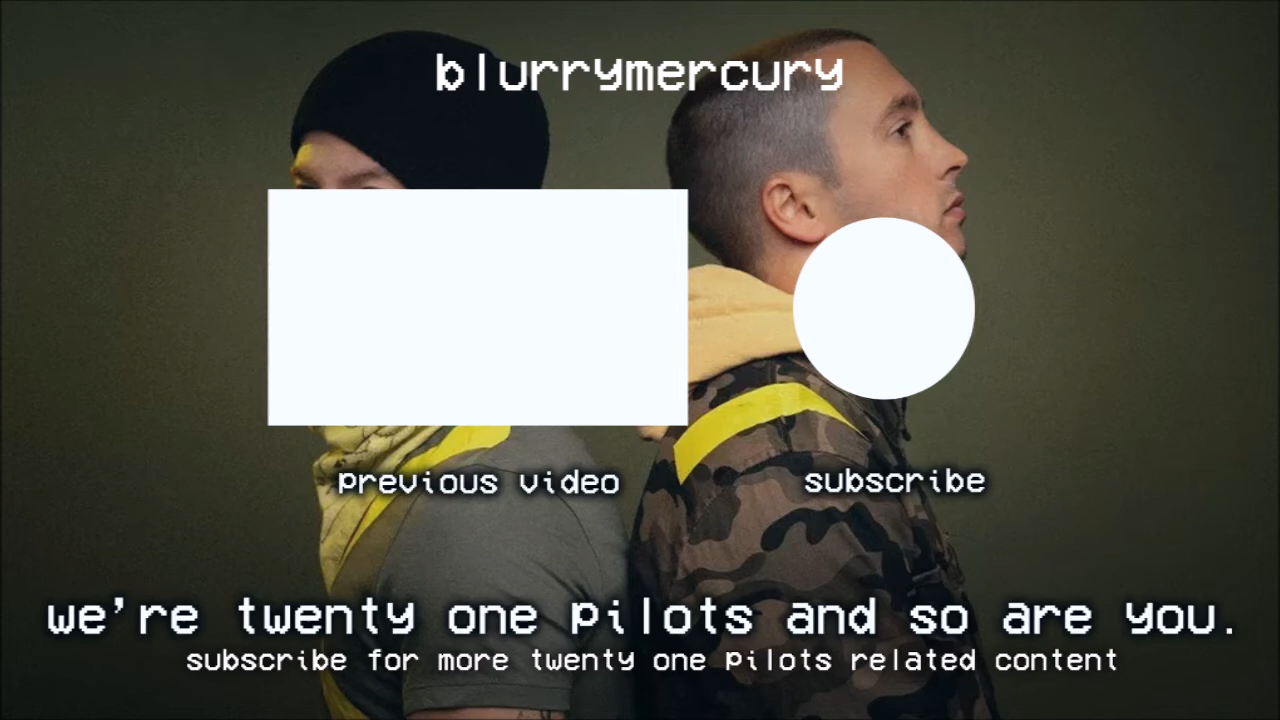 blurrymercury
previous video
subscribe
we're twenty one pilots and so are you.
subscribe for more twenty one pilots related content